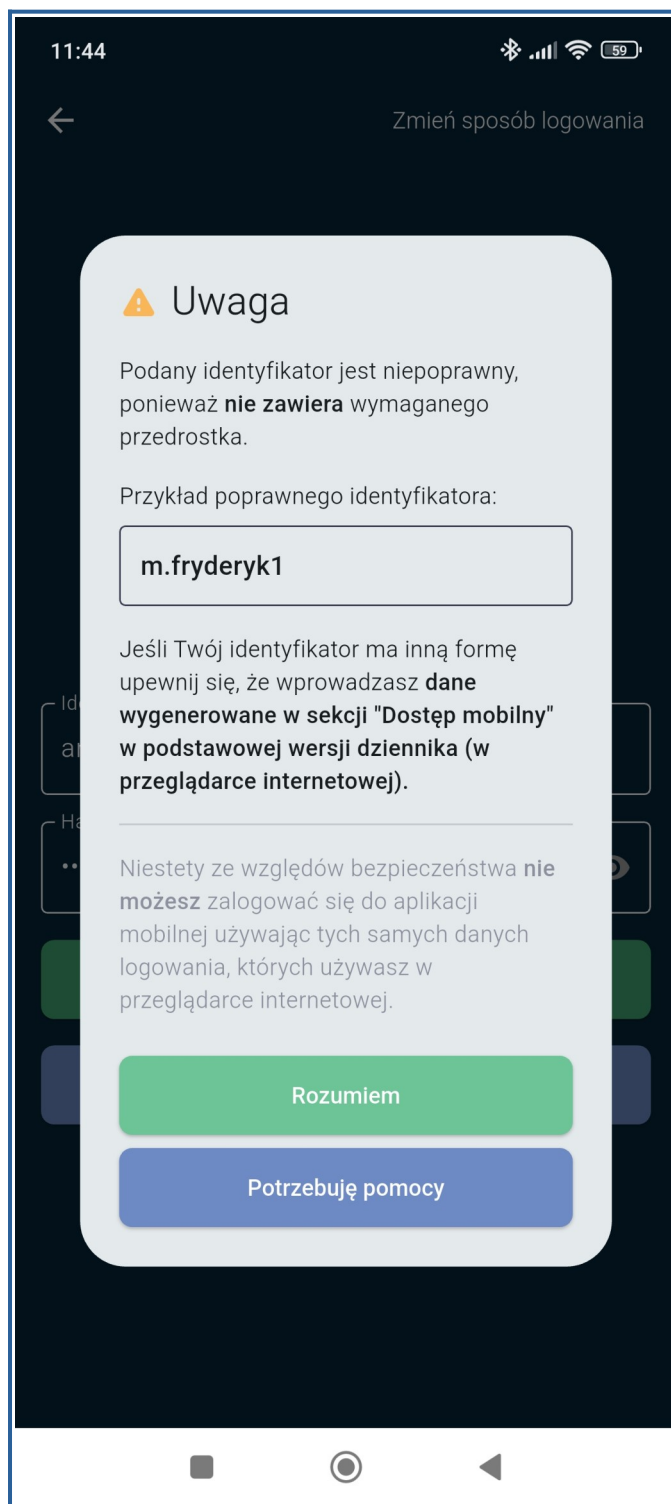 11:44
59
Zmień sposób logowania
Uwaga
Podany identyfikator jest niepoprawny,
ponieważ nie zawiera wymaganego
przedrostka.
Przykład poprawnego identyfikatora:
m.fryderyk1
Jeśli Twój identyfikator ma inną formę
upewnij się, że wprowadzasz dane
wygenerowane w sekcji "Dostęp mobilny"
w podstawowej wersji dziennika (w
przeglądarce internetowej).
Niestety ze względów bezpieczeństwa nie
możesz zalogować się do aplikacji
mobilnej używając tych samych danych
logowania, których używasz w
przeglądarce internetowej.
Rozumiem
Potrzebuję pomocy